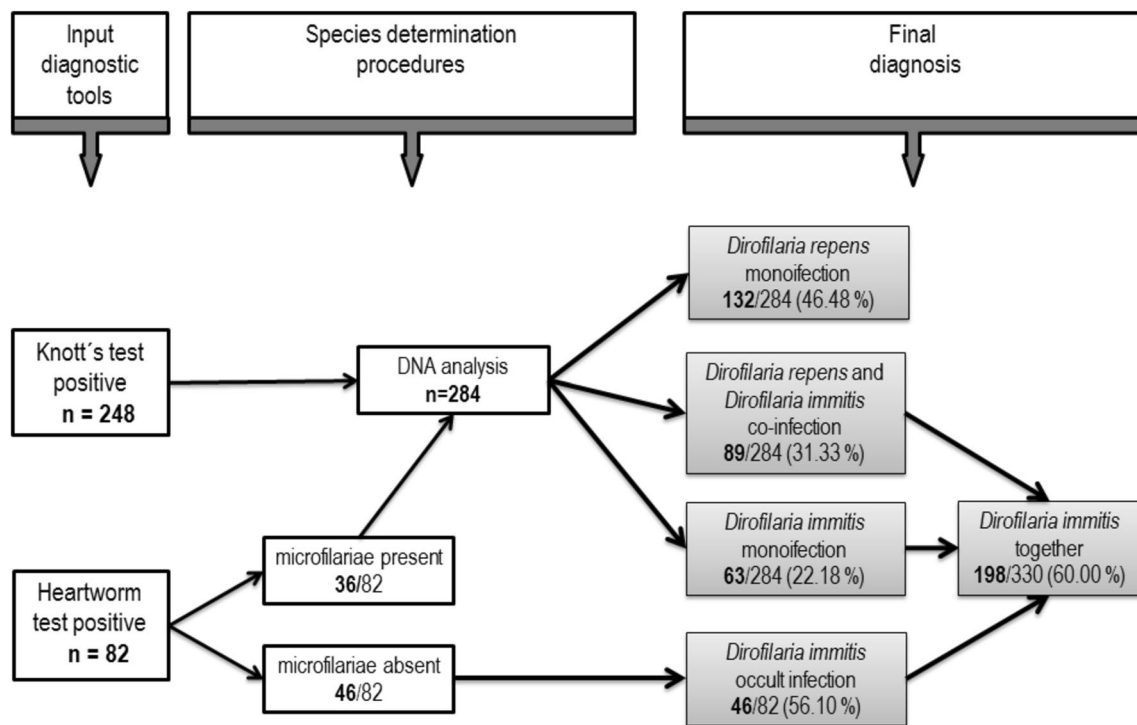 Input
diagnostic
tools
Species determination
procedures
Final
diagnosis
Dirofilaria repens
monoifection
132/284 (46.48 %)
Knott´s test
positive
n = 248
DNA analysis
n=284
Dirofilaria repens and
Dirofilaria immitis
co-infection
89/284 (31.33 %)
microfilariae present
36/82
Dirofilaria immitis
monoifection
63/284 (22.18 %)
Dirofilaria immitis
together
198/330 (60.00 %)
Heartworm
test positive
n = 82
microfilariae absent
46/82
Dirofilaria immitis
occult infection
46/82 (56.10 %)